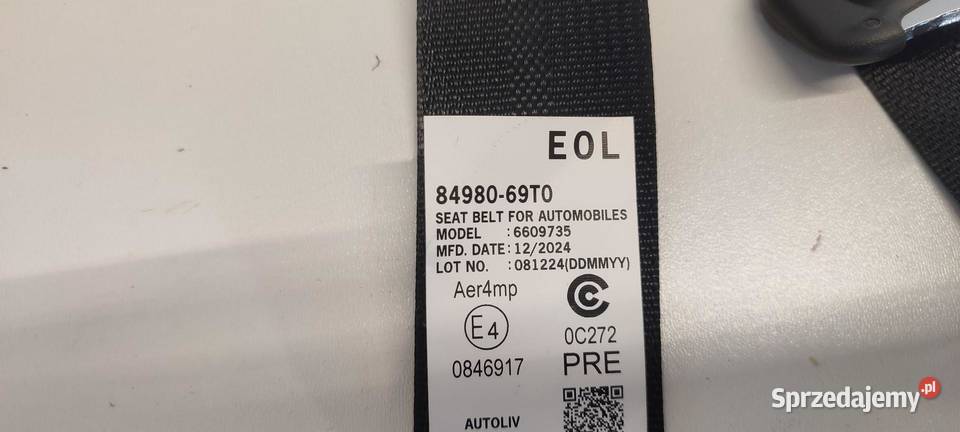 EOL
84980-69T0
SEAT BELT FOR AUTOMOBILES
MODEL : 6609735
MFD. DATE : 12/2024
LOT NO. : 081224(DDMMYY)
Aer4mp
E4
0C272
0846917
PRE
AUTOLIV
Sprzedajemy.pl